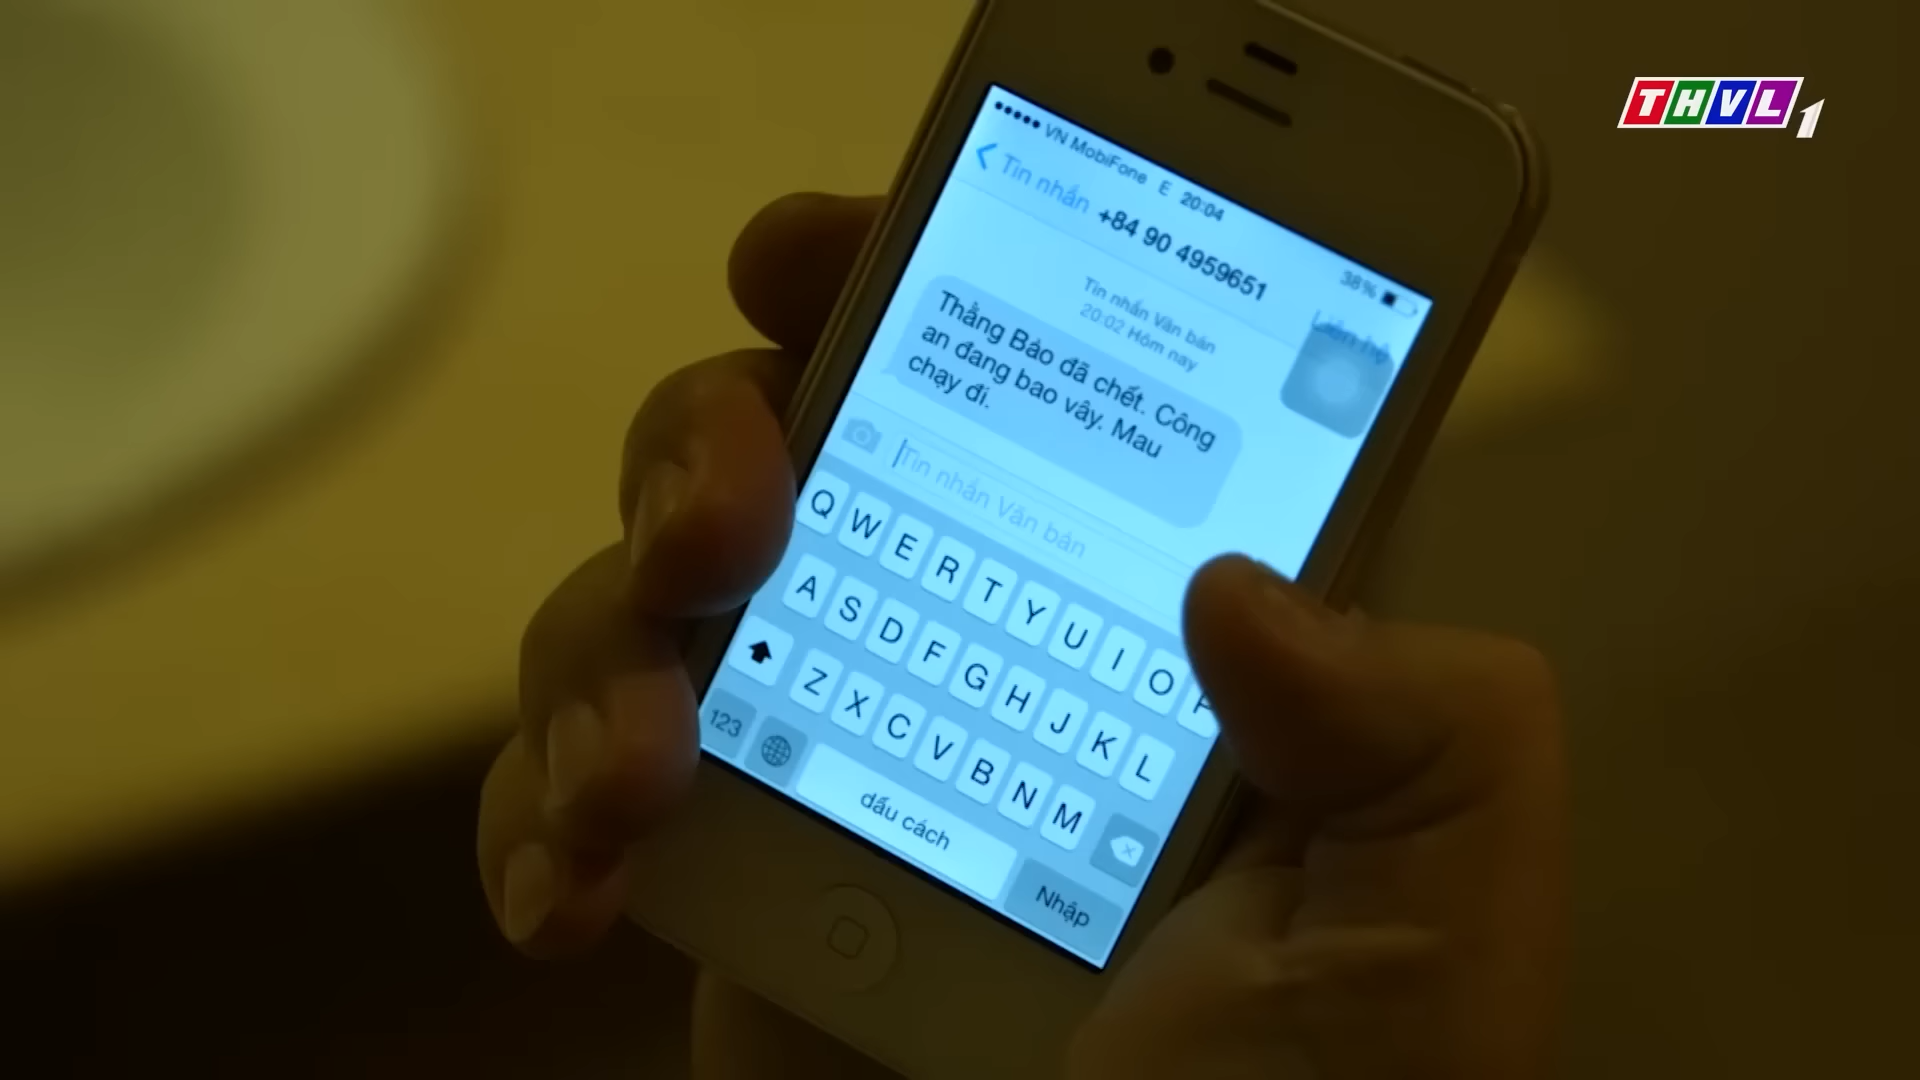 THVL1
VN MobiFone E 20:04 38%
Tin nhắn +84 90 4959651 Liên hệ
Tin nhắn Văn bản
20:02 Hôm nay
Thằng Bảo đã chết. Công
an đang bao vây. Mau
chạy đi.
Tin nhắn Văn bản
Q W E R T Y U I O P
A S D F G H J K L
Z X C V B N M
123 dấu cách Nhập